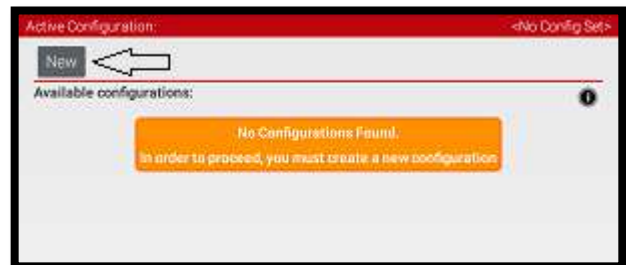 Active Configuration: <No Config Set>
New
Available configurations:
No Configurations Found.
In order to proceed, you must create a new configuration